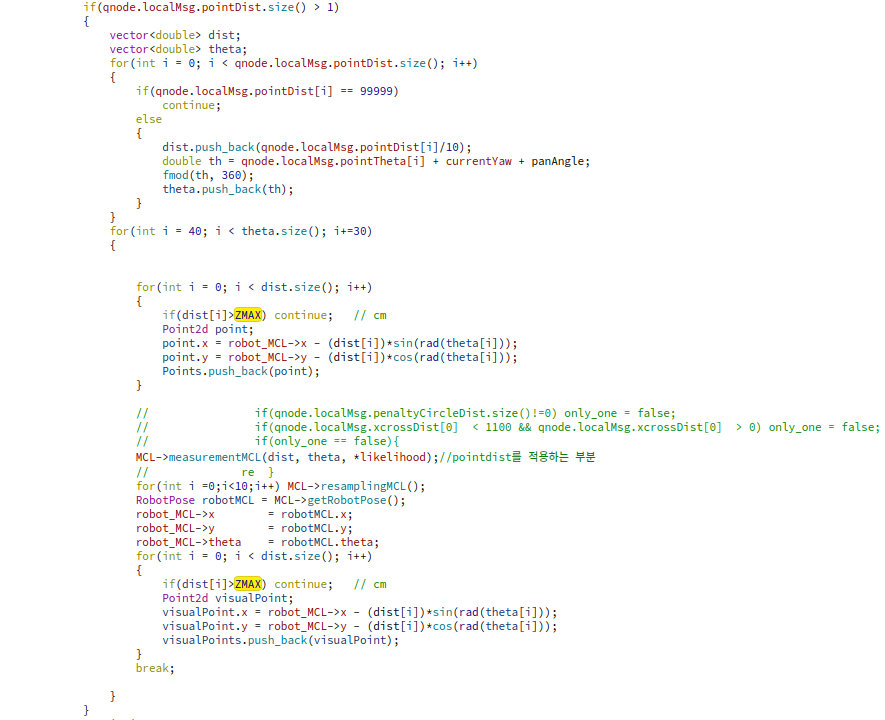 if(qnode.localMsg.pointDist.size() > 1)
{
vector<double> dist;
vector<double> theta;
for(int i = 0; i < qnode.localMsg.pointDist.size(); i++)
{
if(qnode.localMsg.pointDist[i] == 99999)
continue;
else
{
dist.push_back(qnode.localMsg.pointDist[i]/10);
double th = qnode.localMsg.pointTheta[i] + currentYaw + panAngle;
fmod(th, 360);
theta.push_back(th);
}
}
for(int i = 40; i < theta.size(); i+=30)
{
for(int i = 0; i < dist.size(); i++)
{
if(dist[i]>ZMAX) continue;   // cm
Point2d point;
point.x = robot_MCL->x - (dist[i])*sin(rad(theta[i]));
point.y = robot_MCL->y - (dist[i])*cos(rad(theta[i]));
Points.push_back(point);
}
//                if(qnode.localMsg.penaltyCircleDist.size()!=0) only_one = false;
//                if(qnode.localMsg.xcrossDist[0]  < 1100 && qnode.localMsg.xcrossDist[0]  > 0) only_one = false;
//                if(only_one == false){
MCL->measurementMCL(dist, theta, *likelihood);//pointdist를 적용하는 부분
//              re  }
for(int i =0;i<10;i++) MCL->resamplingMCL();
RobotPose robotMCL = MCL->getRobotPose();
robot_MCL->x        = robotMCL.x;
robot_MCL->y        = robotMCL.y;
robot_MCL->theta    = robotMCL.theta;
for(int i = 0; i < dist.size(); i++)
{
if(dist[i]>ZMAX) continue;   // cm
Point2d visualPoint;
visualPoint.x = robot_MCL->x - (dist[i])*sin(rad(theta[i]));
visualPoint.y = robot_MCL->y - (dist[i])*cos(rad(theta[i]));
visualPoints.push_back(visualPoint);
}
break;
}
}